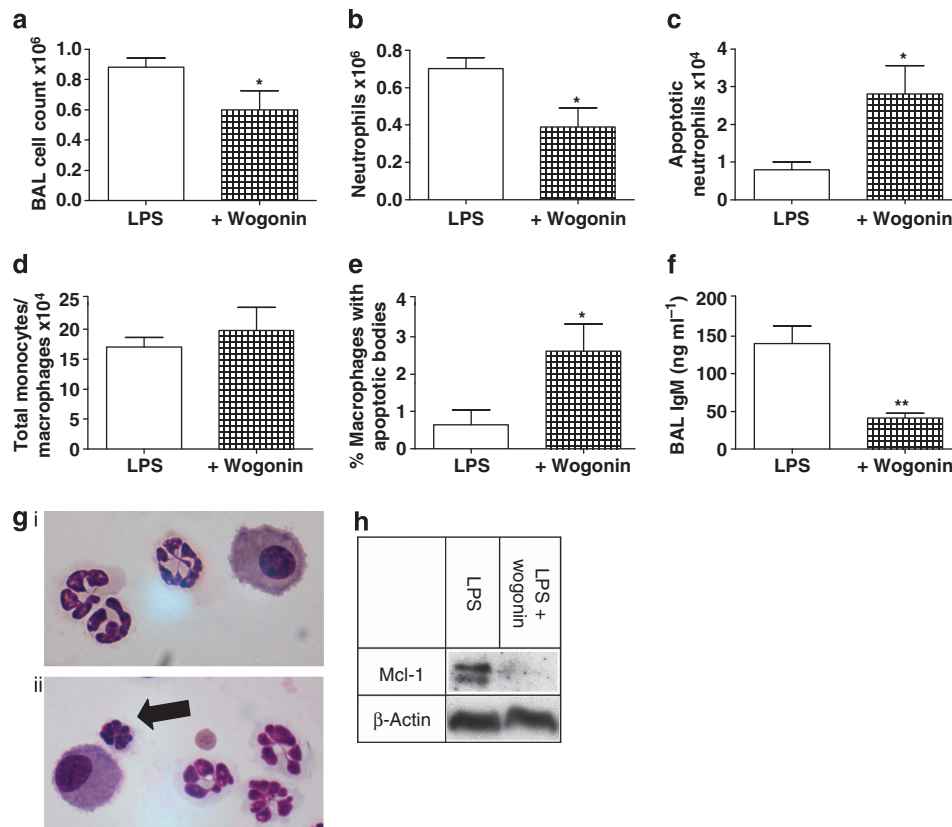 a
BAL cell count x10⁶
1.0
0.8
0.6
0.4
0.2
0.0
*
LPS
+ Wogonin
b
Neutrophils x10⁶
0.8
0.6
0.4
0.2
0.0
*
LPS
+ Wogonin
c
Apoptotic
neutrophils x10⁴
4
3
2
1
0
*
LPS
+ Wogonin
d
Total monocytes/
macrophages x10⁴
25
20
15
10
5
0
LPS
+ Wogonin
e
% Macrophages with
apoptotic bodies
4
3
2
1
0
*
LPS
+ Wogonin
f
BAL IgM (ng ml⁻¹)
200
150
100
50
0
**
LPS
+ Wogonin
g
i
ii
h
LPS
LPS +
wogonin
Mcl-1
β-Actin